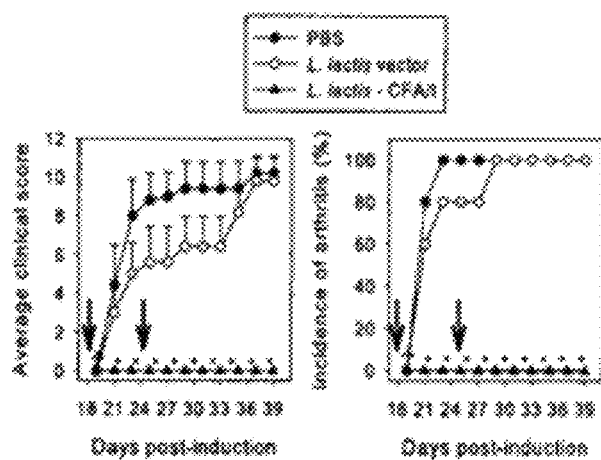 PBS
L. lactis vector
L. lactis - CFA/I
Average clinical score
12
10
8
6
4
2
0
18 21 24 27 30 33 36 39
Days post-induction
Incidence of arthritis (%)
100
80
60
40
20
0
18 21 24 27 30 33 36 39
Days post-induction